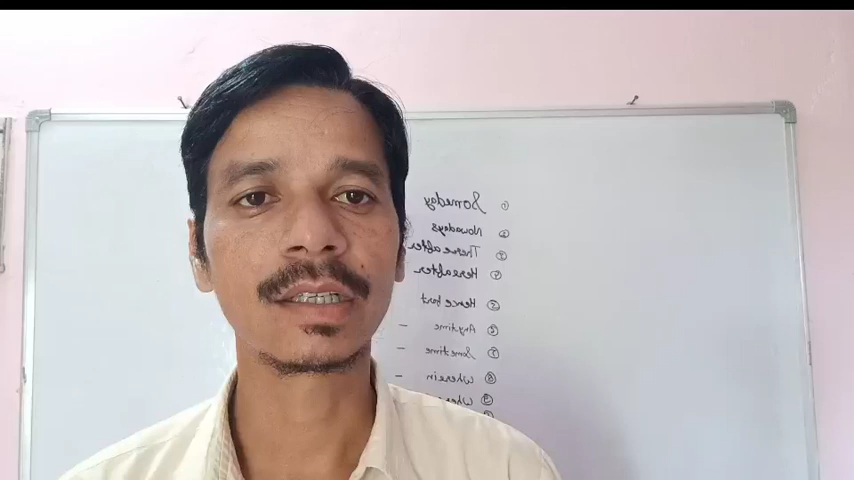 ① Someday
② Nowadays
③ Thereafter
④ Hereafter
⑤
⑥ Anytime -
⑦ Sometime -
⑧ wherein -
⑨